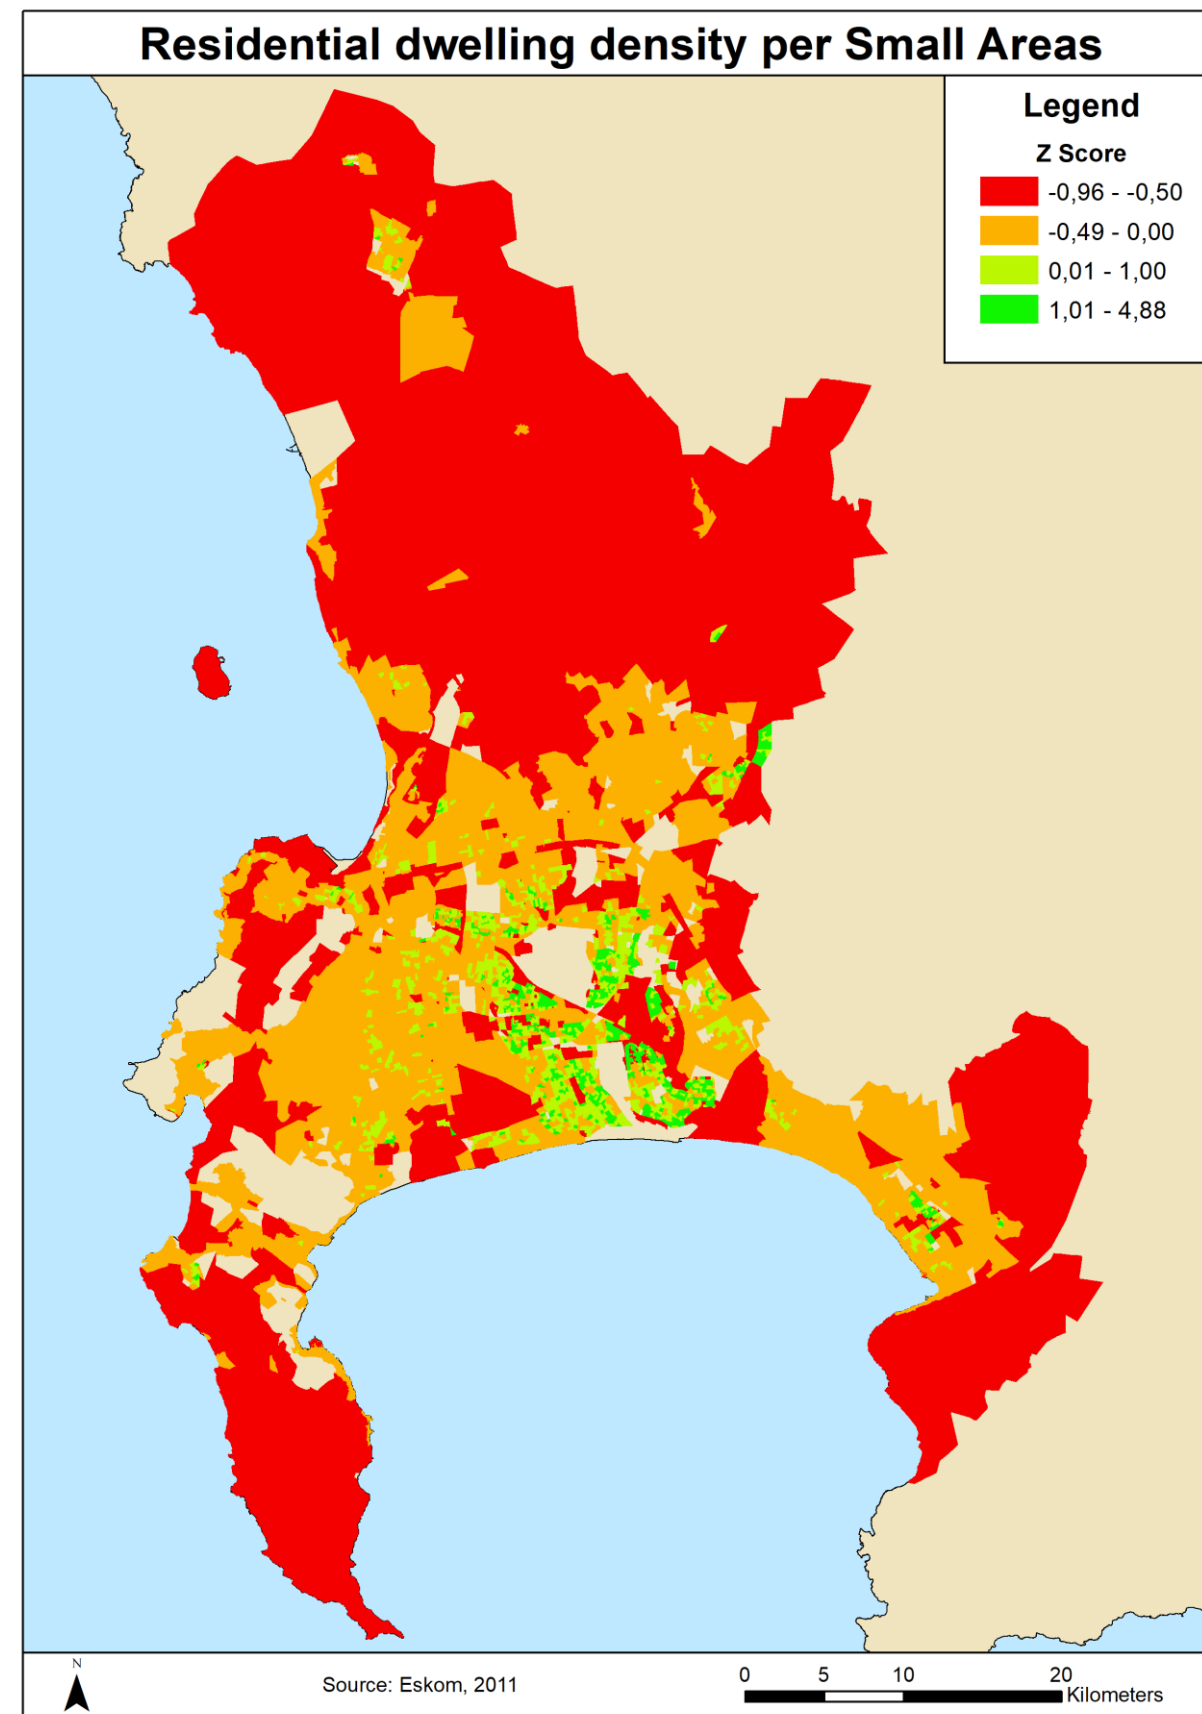 Residential dwelling density per Small Areas
Legend
Z Score
-0,96 - -0,50
-0,49 - 0,00
0,01 - 1,00
1,01 - 4,88
N
Source: Eskom, 2011
0 5 10 20
Kilometers